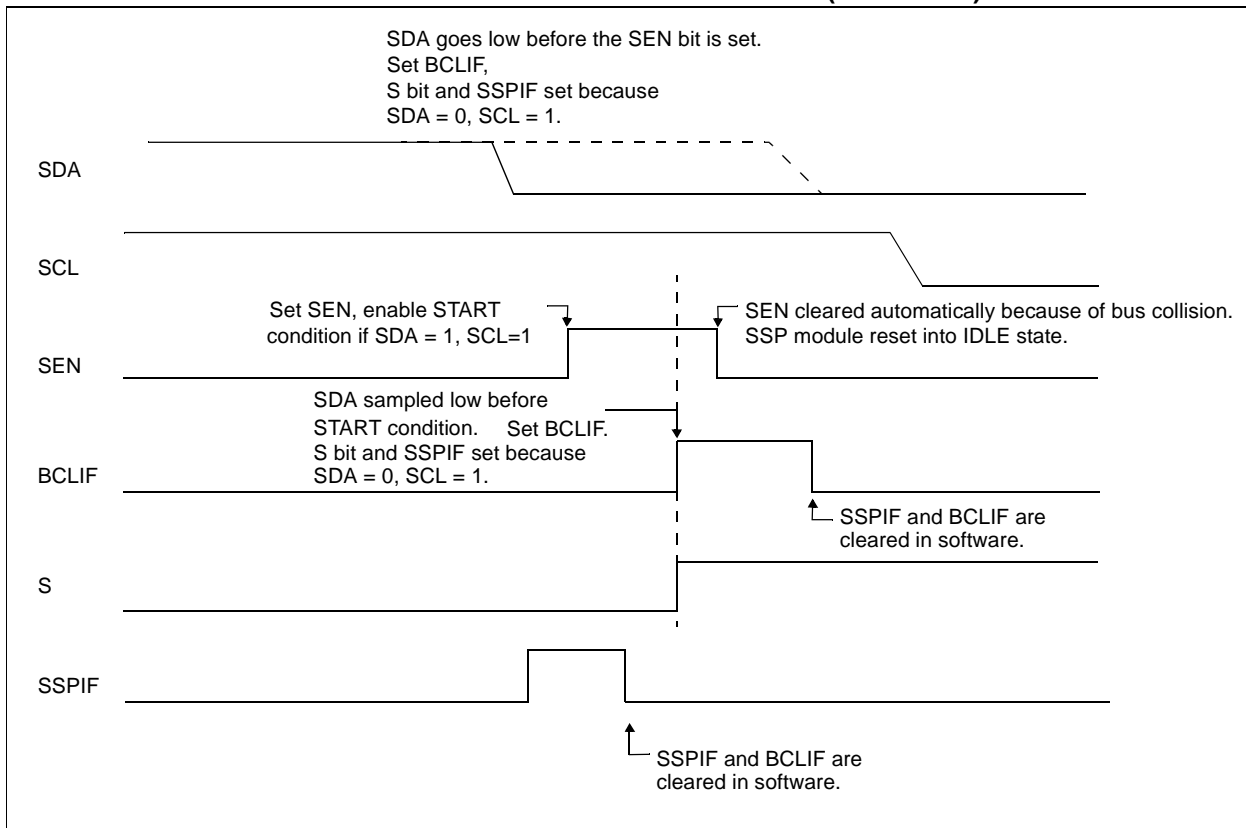 SDA goes low before the SEN bit is set.
Set BCLIF,
S bit and SSPIF set because
SDA = 0, SCL = 1.
SDA
SCL
Set SEN, enable START
condition if SDA = 1, SCL=1
SEN cleared automatically because of bus collision.
SSP module reset into IDLE state.
SEN
SDA sampled low before
START condition. Set BCLIF.
S bit and SSPIF set because
SDA = 0, SCL = 1.
BCLIF
SSPIF and BCLIF are
cleared in software.
S
SSPIF
SSPIF and BCLIF are
cleared in software.